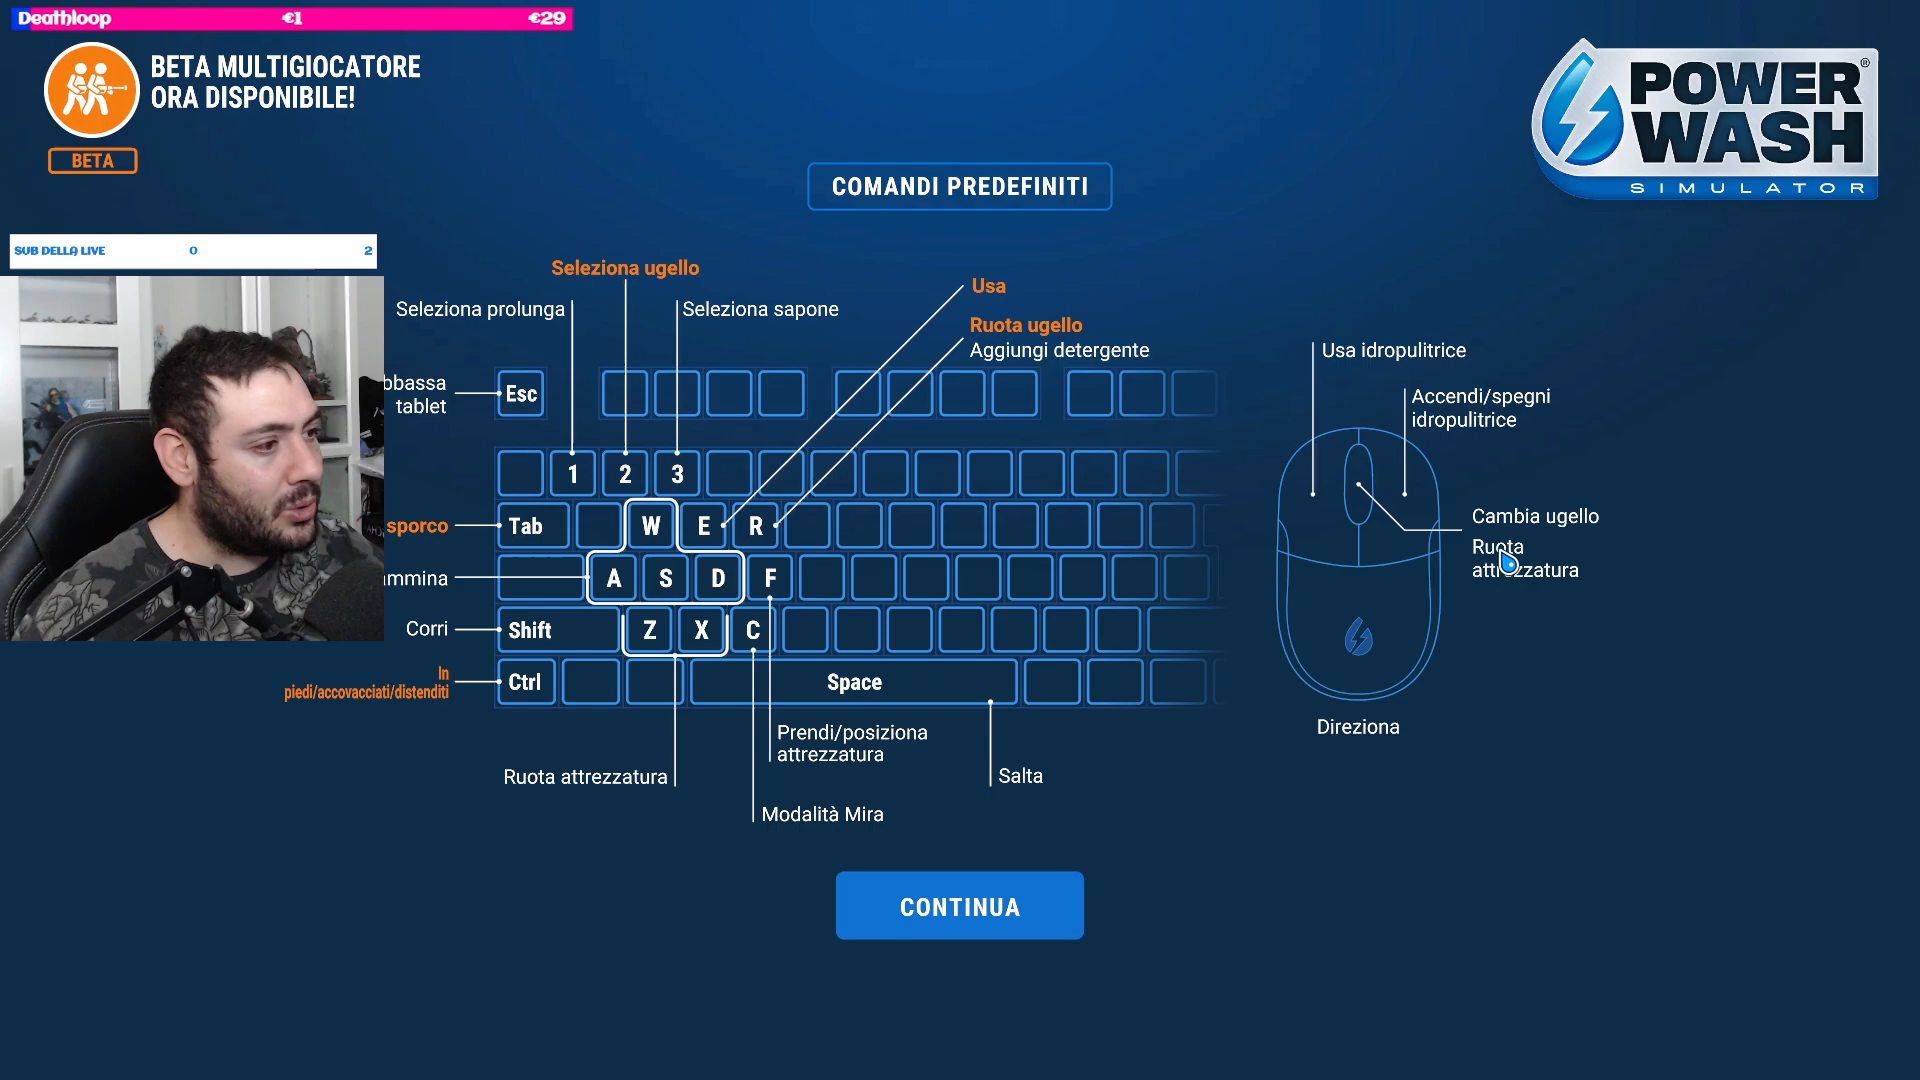 Deathloop €1 €29
BETA MULTIGIOCATORE
ORA DISPONIBILE!
BETA
POWER®
WASH
SIMULATOR
COMANDI PREDEFINITI
SUB DELLA LIVE 0 2
Seleziona ugello
Seleziona prolunga
Seleziona sapone
Usa
Ruota ugello
Aggiungi detergente
Usa idropulitrice
Accendi/spegni
idropulitrice
tablet
Esc
1 2 3
sporco
Tab W E R
Cambia ugello
Ruota
attrezzatura
A S D F
Corri
Shift Z X C
In
piedi/accovacciati/distenditi
Ctrl Space
Direziona
Prendi/posiziona
attrezzatura
Ruota attrezzatura
Salta
Modalità Mira
CONTINUA